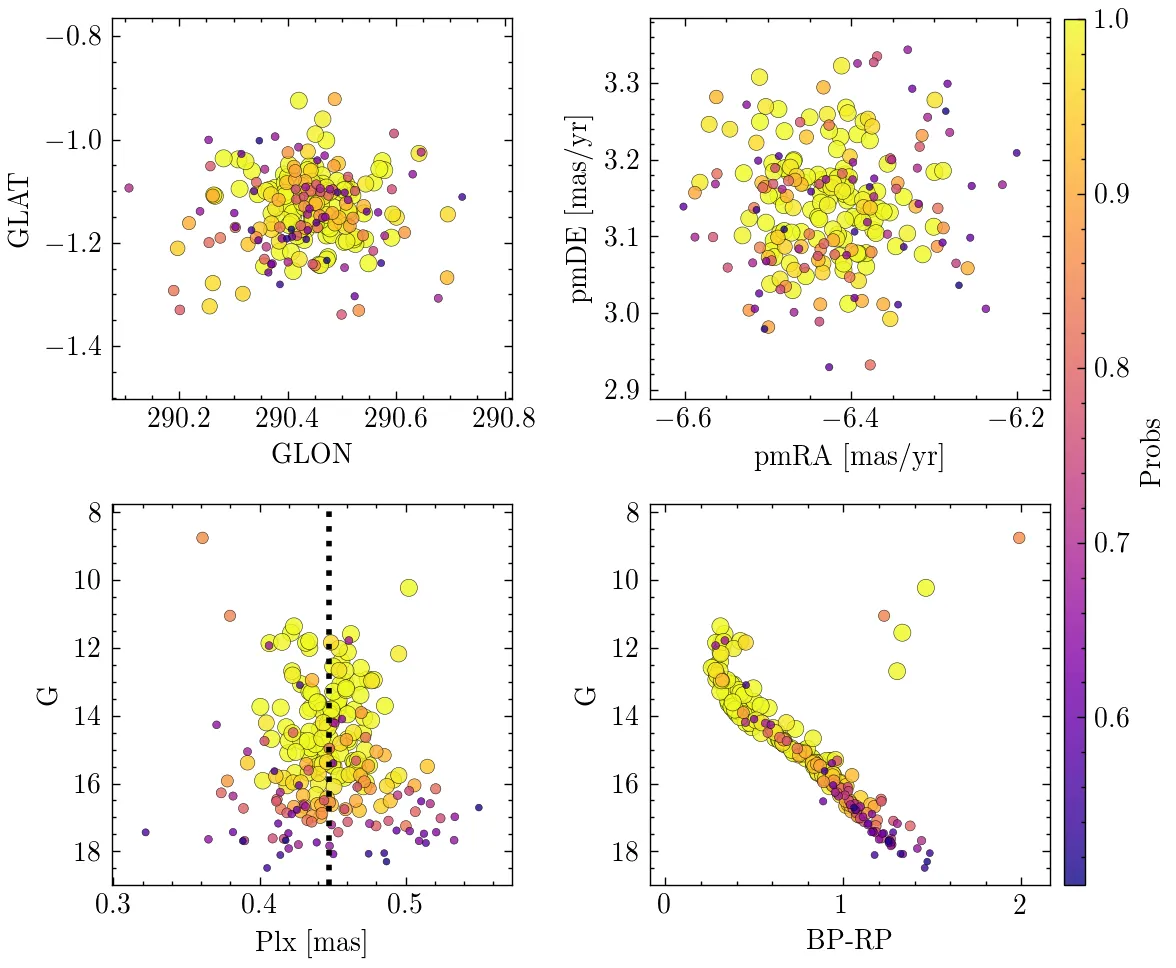 −0.8
−1.0
−1.2
−1.4
GLAT
290.2 290.4 290.6 290.8
GLON
3.3
3.2
3.1
3.0
2.9
pmDE [mas/yr]
−6.6 −6.4 −6.2
pmRA [mas/yr]
1.0
0.9
0.8
0.7
0.6
Probs
8
10
12
14
16
18
G
0.3 0.4 0.5
Plx [mas]
8
10
12
14
16
18
G
0 1 2
BP-RP